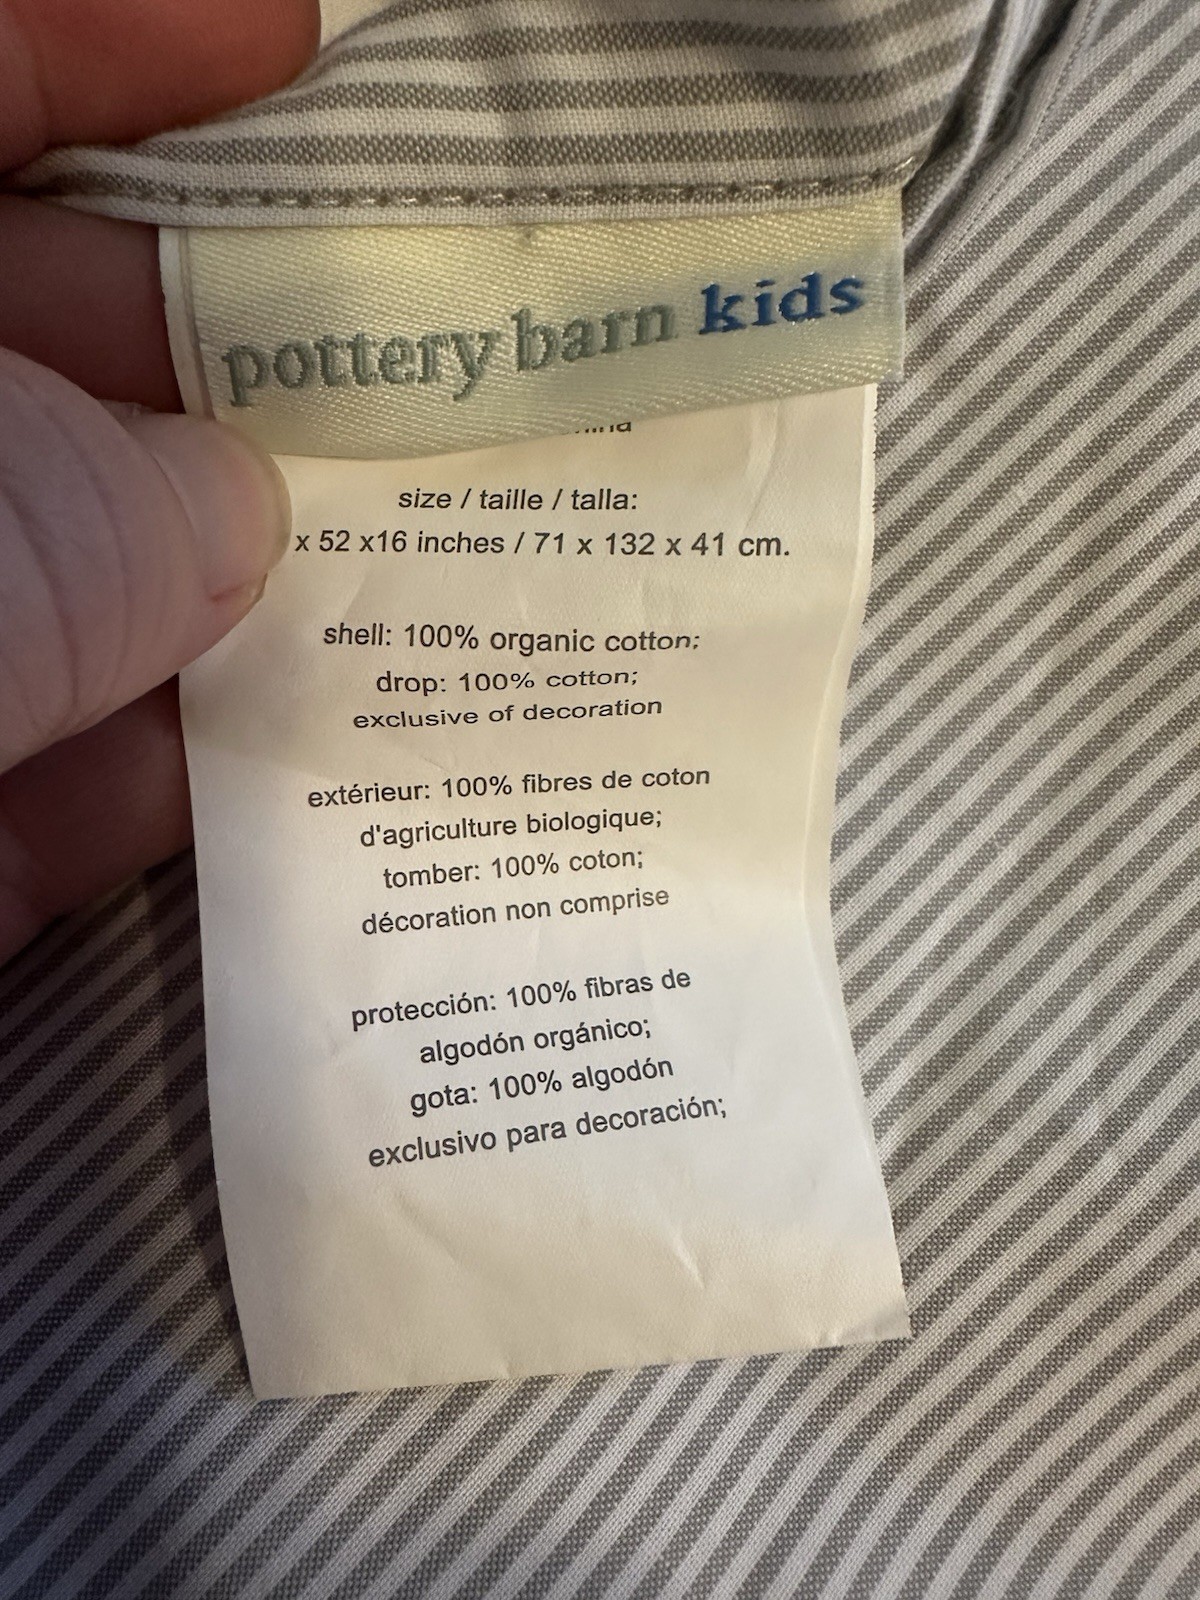 pottery barn kids
size / taille / talla:
x 52 x16 inches / 71 x 132 x 41 cm.
shell: 100% organic cotton;
drop: 100% cotton;
exclusive of decoration
extérieur: 100% fibres de coton
d'agriculture biologique;
tomber: 100% coton;
décoration non comprise
protección: 100% fibras de
algodón orgánico;
gota: 100% algodón
exclusivo para decoración;